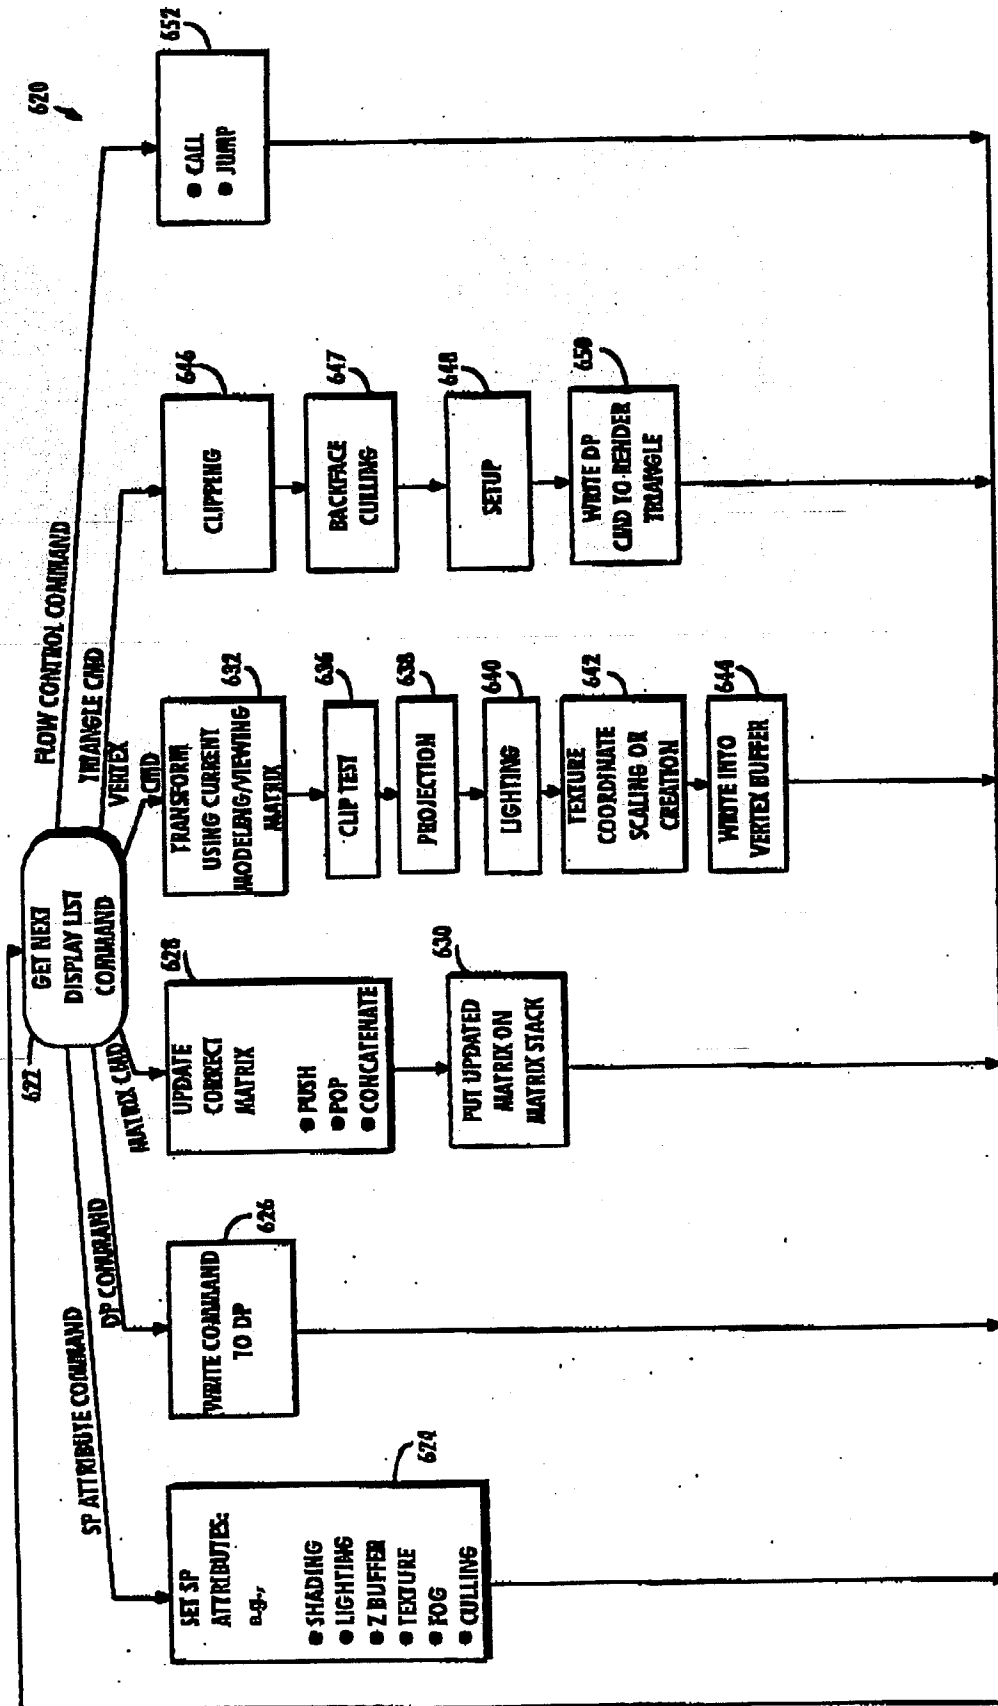 620
GET NEXT
DISPLAY LIST
COMMAND
622
SP ATTRIBUTE COMMAND
DP COMMAND
MATRIX CMD
VERTEX
CMD
TRIANGLE CMD
FLOW CONTROL COMMAND
SET SP
ATTRIBUTES:
e.g.,
● SHADING
● LIGHTING
● Z BUFFER
● TEXTURE
● FOG
● CULLING
624
WRITE COMMAND
TO DP
626
UPDATE
CORRECT
MATRIX
● PUSH
● POP
● CONCATENATE
628
PUT UPDATED
MATRIX ON
MATRIX STACK
630
TRANSFORM
USING CURRENT
MODELING/VIEWING
MATRIX
632
CLIP TEST
636
PROJECTION
638
LIGHTING
640
TEXTURE
COORDINATE
SCALING OR
CREATION
642
WRITE INTO
VERTEX BUFFER
644
CLIPPING
646
BACKFACE
CULLING
647
SETUP
648
WRITE DP
CMD TO RENDER
TRIANGLE
650
● CALL
● JUMP
652